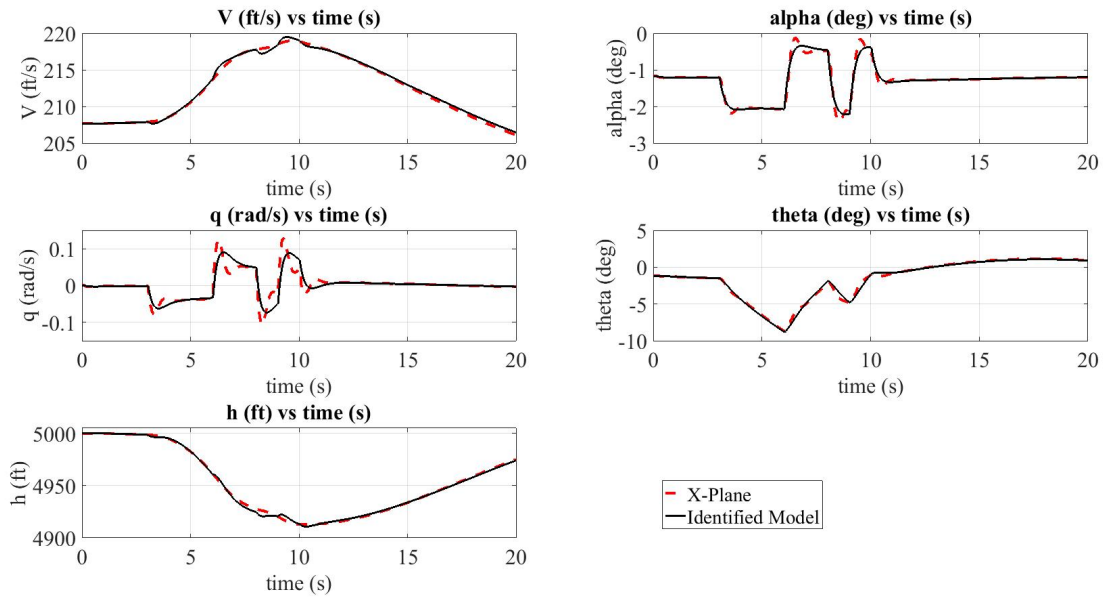 V (ft/s) vs time (s)
220
215
210
205
V (ft/s)
0 5 10 15 20
time (s)
alpha (deg) vs time (s)
0
-1
-2
-3
alpha (deg)
0 5 10 15 20
time (s)
q (rad/s) vs time (s)
0.1
0
-0.1
q (rad/s)
0 5 10 15 20
time (s)
theta (deg) vs time (s)
5
0
-5
-10
theta (deg)
0 5 10 15 20
time (s)
h (ft) vs time (s)
5000
4950
4900
h (ft)
0 5 10 15 20
time (s)
X-Plane
Identified Model